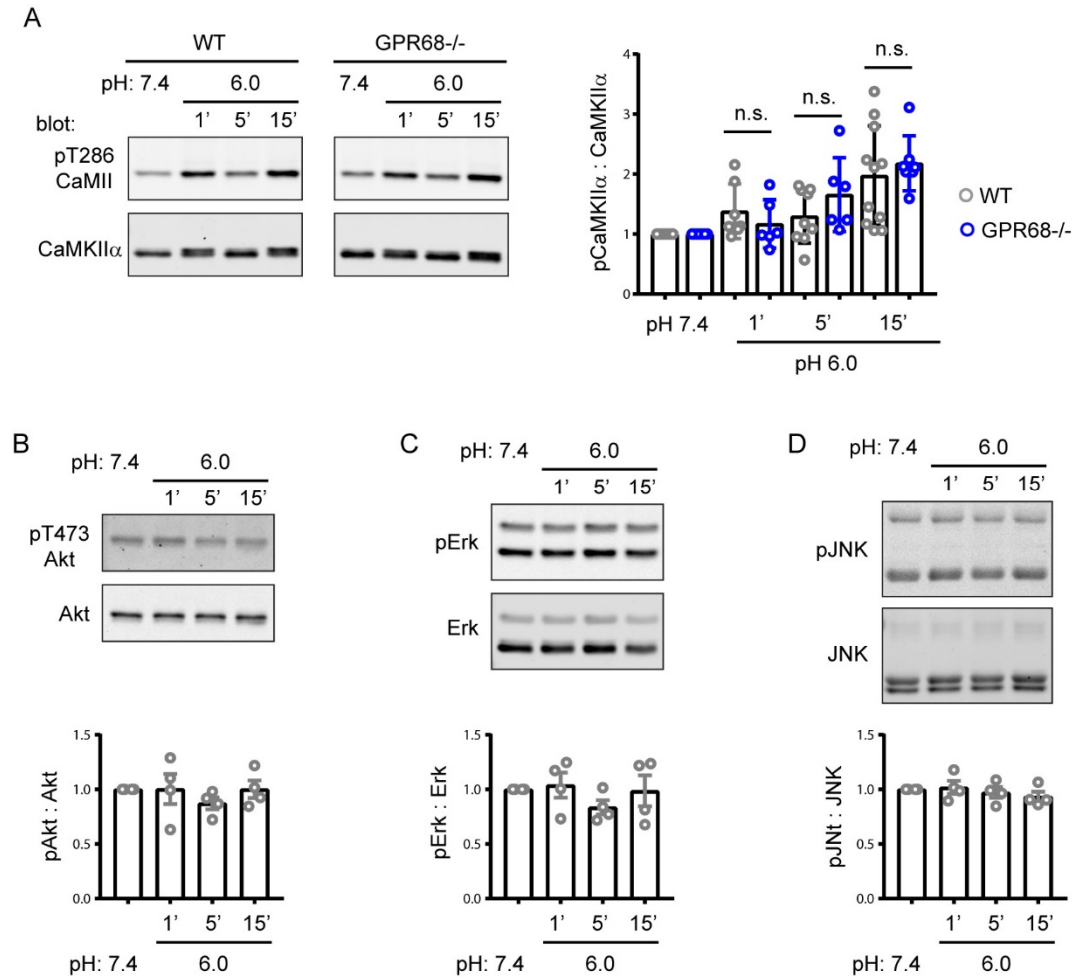 A
WT
GPR68-/-
pH: 7.4
6.0
7.4
6.0
blot:
1’
5’
15’
1’
5’
15’
pT286
CaMII
CaMKIIα
pCaMKIIα : CaMKIIα
4
3
2
1
0
n.s.
n.s.
n.s.
WT
GPR68-/-
pH 7.4
1’
5’
15’
pH 6.0
B
pH: 7.4
6.0
1’
5’
15’
pT473
Akt
Akt
pAkt : Akt
1.5
1.0
0.5
0.0
1’
5’
15’
pH: 7.4
6.0
C
pH: 7.4
6.0
1’
5’
15’
pErk
Erk
pErk : Erk
1.5
1.0
0.5
0.0
1’
5’
15’
pH: 7.4
6.0
D
pH: 7.4
6.0
1’
5’
15’
pJNK
JNK
pJNt : JNK
1.5
1.0
0.5
0.0
1’
5’
15’
pH: 7.4
6.0